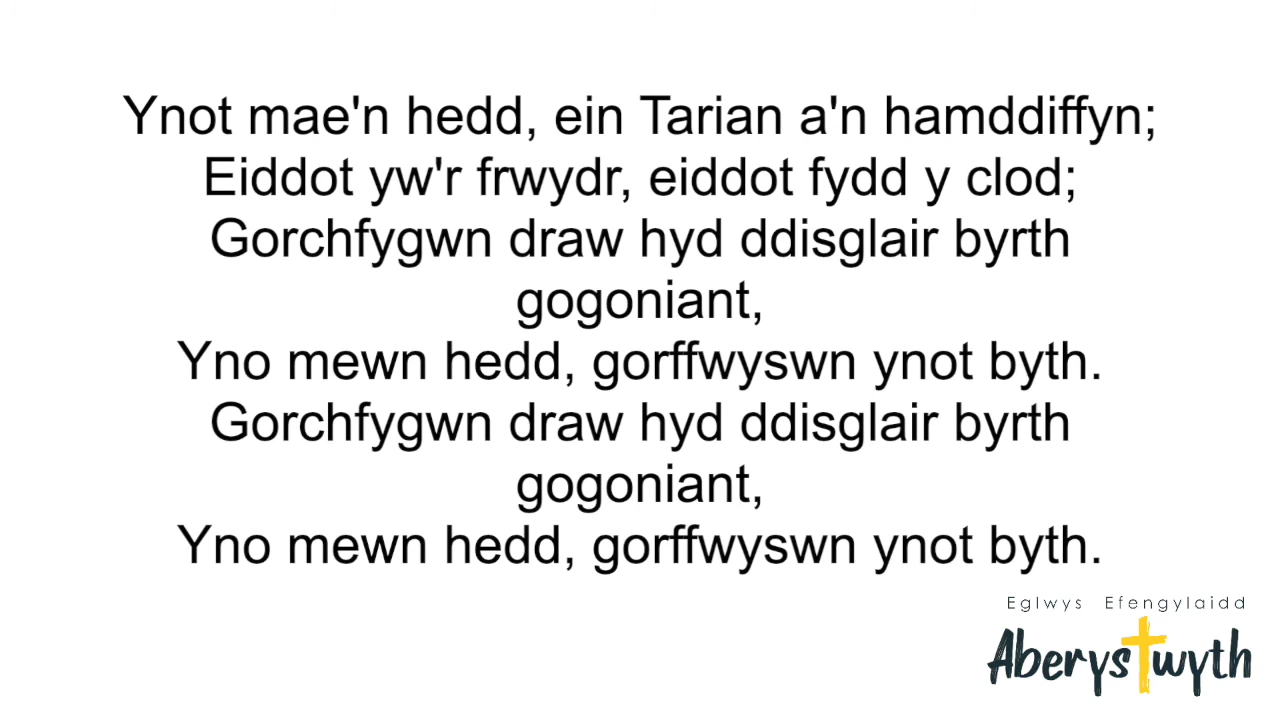 Ynot mae'n hedd, ein Tarian a'n hamddiffyn;
Eiddot yw'r frwydr, eiddot fydd y clod;
Gorchfygwn draw hyd ddisglair byrth
gogoniant,
Yno mewn hedd, gorffwyswn ynot byth.
Gorchfygwn draw hyd ddisglair byrth
gogoniant,
Yno mewn hedd, gorffwyswn ynot byth.
Eglwys Efengylaidd
Aberystwyth